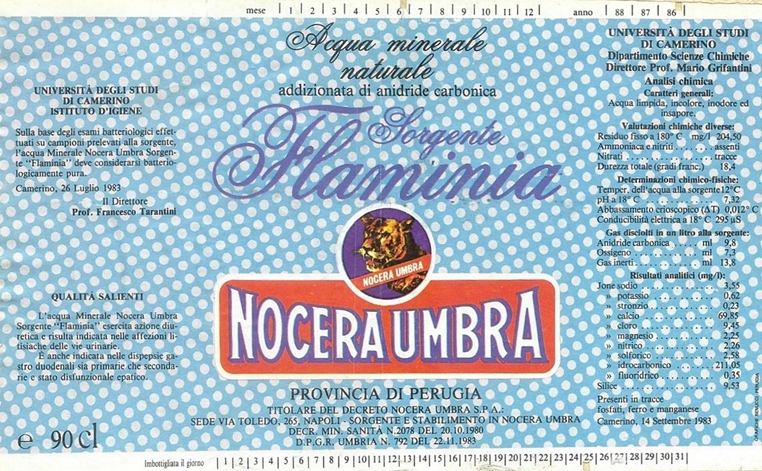 mese | 1 | 2 | 3 | 4 | 5 | 6 | 7 | 8 | 9 | 10 | 11 | 12 |
anno | 88 | 87 | 86 |
UNIVERSITÀ DEGLI STUDI
DI CAMERINO
ISTITUTO D'IGIENE
Sulla base degli esami batteriologici effet-
tuati su campioni prelevati alla sorgente,
l'acqua Minerale Nocera Umbra Sorgen-
te "Flaminia" deve considerarsi batterio-
logicamente pura.
Camerino, 26 Luglio 1983
Il Direttore
Prof. Francesco Tarantini
QUALITÀ SALIENTI
L'acqua Minerale Nocera Umbra
Sorgente "Flaminia" esercita azione diu-
retica e risulta indicata nelle affezioni li-
tiasiche delle vie urinarie.
È anche indicata nelle dispepsie ga-
stro duodenali sia primarie che seconda-
rie e stato disfunzionale epatico.
e 90 cl
Acqua minerale
naturale
addizionata di anidride carbonica
Sorgente
Flaminia
NOCERA UMBRA
NOCERA UMBRA
PROVINCIA DI PERUGIA
TITOLARE DEL DECRETO NOCERA UMBRA S.P.A.:
SEDE VIA TOLEDO, 265, NAPOLI - SORGENTE E STABILIMENTO IN NOCERA UMBRA
DECR. MIN. SANITÀ N.2078 DEL 20.10.1980
D.P.G.R. UMBRIA N. 792 DEL 22.11.1983
UNIVERSITÀ DEGLI STUDI
DI CAMERINO
Dipartimento Scienze Chimiche
Direttore Prof. Mario Grifantini
Analisi chimica
Caratteri generali:
Acqua limpida, incolore, inodore ed
insapore.
Valutazioni chimiche diverse:
Residuo fisso a 180° C mg/l 204,50
Ammoniaca e nitriti ..... assenti
Nitrati ..... tracce
Durezza totale (gradi franc.) 18,4
Determinazioni chimico-fisiche:
Temper. dell'acqua alla sorgente 12°C
pH a 18° C ..... 7,32
Abbassamento crioscopico (ΔT) 0,012° C
Conducibilità elettrica a 18° C 295 μS
Gas disciolti in un litro alla sorgente:
Anidride carbonica ..... ml 9,8
Ossigeno ..... ml 7,3
Gas inerti ..... ml 13,8
Risultati analitici (mg/l):
Jone sodio ..... 3,55
» potassio ..... 0,62
» stronzio ..... 0,23
» calcio ..... 69,85
» cloro ..... 9,45
» magnesio ..... 2,25
» nitrico ..... 2,26
» solforico ..... 2,58
» idrocarbonico ..... 211,05
» fluoridrico ..... 0,35
Silice ..... 9,53
Presenti in tracce
fosfati, ferro e manganese
Camerino, 14 Settembre 1983
Imbottigliata il giorno | 1 | 2 | 3 | 4 | 5 | 6 | 7 | 8 | 9 | 10 | 11 | 12 | 13 | 14 | 15 | 16 | 17 | 18 | 19 | 20 | 21 | 22 | 23 | 24 | 25 | 26 | 27 | 28 | 29 | 30 | 31 |